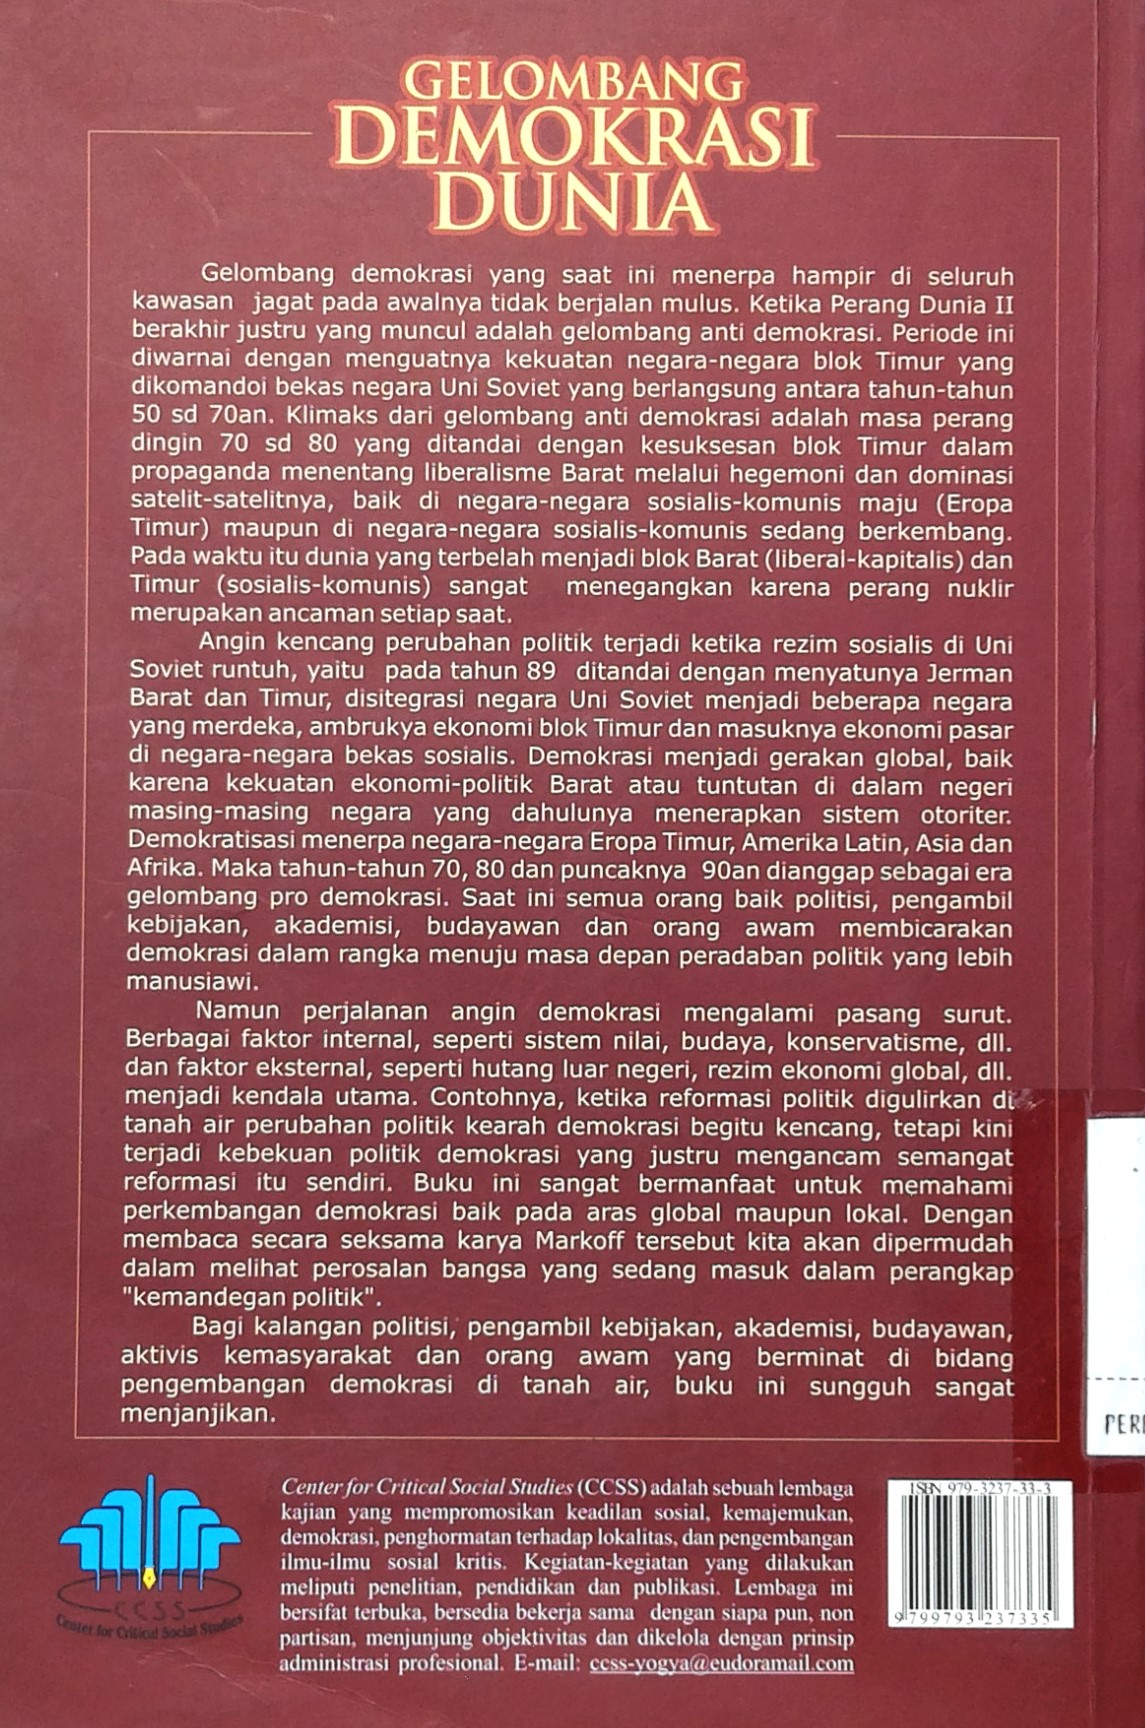 GELOMBANG
DEMOKRASI
DUNIA
Gelombang demokrasi yang saat ini menerpa hampir di seluruh
kawasan jagat pada awalnya tidak berjalan mulus. Ketika Perang Dunia II
berakhir justru yang muncul adalah gelombang anti demokrasi. Periode ini
diwarnai dengan menguatnya kekuatan negara-negara blok Timur yang
dikomandoi bekas negara Uni Soviet yang berlangsung antara tahun-tahun
50 sd 70an. Klimaks dari gelombang anti demokrasi adalah masa perang
dingin 70 sd 80 yang ditandai dengan kesuksesan blok Timur dalam
propaganda menentang liberalisme Barat melalui hegemoni dan dominasi
satelit-satelitnya, baik di negara-negara sosialis-komunis maju (Eropa
Timur) maupun di negara-negara sosialis-komunis sedang berkembang.
Pada waktu itu dunia yang terbelah menjadi blok Barat (liberal-kapitalis) dan
Timur (sosialis-komunis) sangat menegangkan karena perang nuklir
merupakan ancaman setiap saat.
Angin kencang perubahan politik terjadi ketika rezim sosialis di Uni
Soviet runtuh, yaitu pada tahun 89 ditandai dengan menyatunya Jerman
Barat dan Timur, disitegrasi negara Uni Soviet menjadi beberapa negara
yang merdeka, ambrukya ekonomi blok Timur dan masuknya ekonomi pasar
di negara-negara bekas sosialis. Demokrasi menjadi gerakan global, baik
karena kekuatan ekonomi-politik Barat atau tuntutan di dalam negeri
masing-masing negara yang dahulunya menerapkan sistem otoriter.
Demokratisasi menerpa negara-negara Eropa Timur, Amerika Latin, Asia dan
Afrika. Maka tahun-tahun 70, 80 dan puncaknya 90an dianggap sebagai era
gelombang pro demokrasi. Saat ini semua orang baik politisi, pengambil
kebijakan, akademisi, budayawan dan orang awam membicarakan
demokrasi dalam rangka menuju masa depan peradaban politik yang lebih
manusiawi.
Namun perjalanan angin demokrasi mengalami pasang surut.
Berbagai faktor internal, seperti sistem nilai, budaya, konservatisme, dll.
dan faktor eksternal, seperti hutang luar negeri, rezim ekonomi global, dll.
menjadi kendala utama. Contohnya, ketika reformasi politik digulirkan di
tanah air perubahan politik kearah demokrasi begitu kencang, tetapi kini
terjadi kebekuan politik demokrasi yang justru mengancam semangat
reformasi itu sendiri. Buku ini sangat bermanfaat untuk memahami
perkembangan demokrasi baik pada aras global maupun lokal. Dengan
membaca secara seksama karya Markoff tersebut kita akan dipermudah
dalam melihat perosalan bangsa yang sedang masuk dalam perangkap
"kemandegan politik".
Bagi kalangan politisi, pengambil kebijakan, akademisi, budayawan,
aktivis kemasyarakat dan orang awam yang berminat di bidang
pengembangan demokrasi di tanah air, buku ini sungguh sangat
menjanjikan.
PER
Center for Critical Social Studies (CCSS) adalah sebuah lembaga
kajian yang mempromosikan keadilan sosial, kemajemukan,
demokrasi, penghormatan terhadap lokalitas, dan pengembangan
ilmu-ilmu sosial kritis. Kegiatan-kegiatan yang dilakukan
meliputi penelitian, pendidikan dan publikasi. Lembaga ini
bersifat terbuka, bersedia bekerja sama dengan siapa pun, non
partisan, menjunjung objektivitas dan dikelola dengan prinsip
administrasi profesional. E-mail: ccss-yogya@eudoramail.com
CCSS
Center for Critical Social Studies
ISBN 979-3237-33-3
9 799793 237335